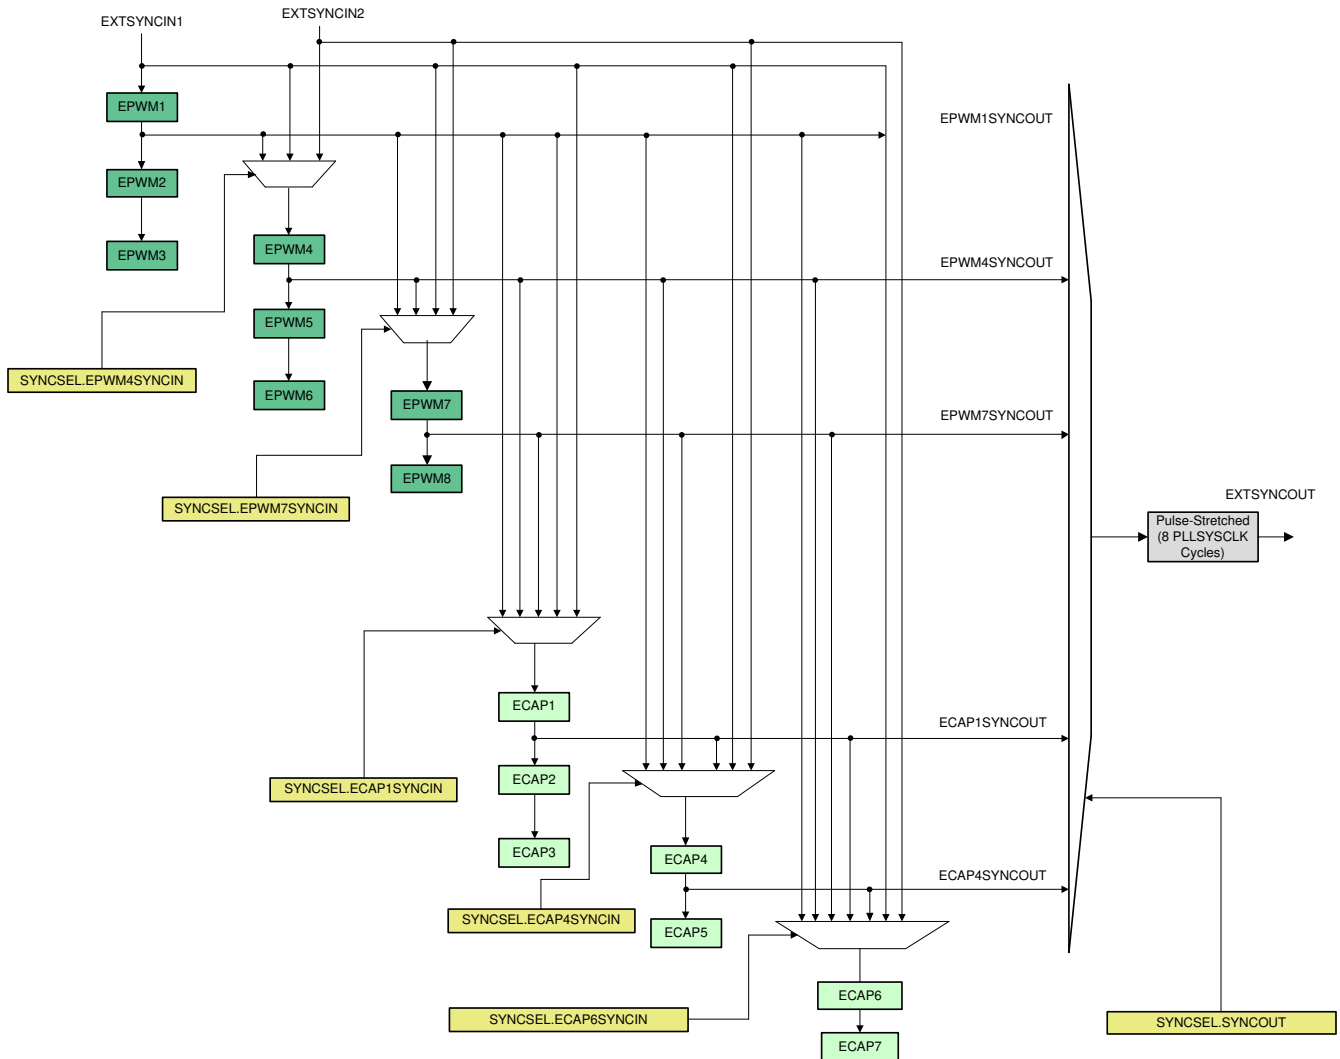 EXTSYNCIN1
EXTSYNCIN2
EPWM1
EPWM1SYNCOUT
EPWM2
EPWM3
EPWM4
EPWM4SYNCOUT
EPWM5
SYNCSEL.EPWM4SYNCIN
EPWM6
EPWM7
EPWM7SYNCOUT
EPWM8
SYNCSEL.EPWM7SYNCIN
EXTSYNCOUT
Pulse-Stretched
(8 PLLSYSCLK
Cycles)
ECAP1
ECAP1SYNCOUT
ECAP2
SYNCSEL.ECAP1SYNCIN
ECAP3
ECAP4
ECAP4SYNCOUT
SYNCSEL.ECAP4SYNCIN
ECAP5
ECAP6
SYNCSEL.ECAP6SYNCIN
SYNCSEL.SYNCOUT
ECAP7